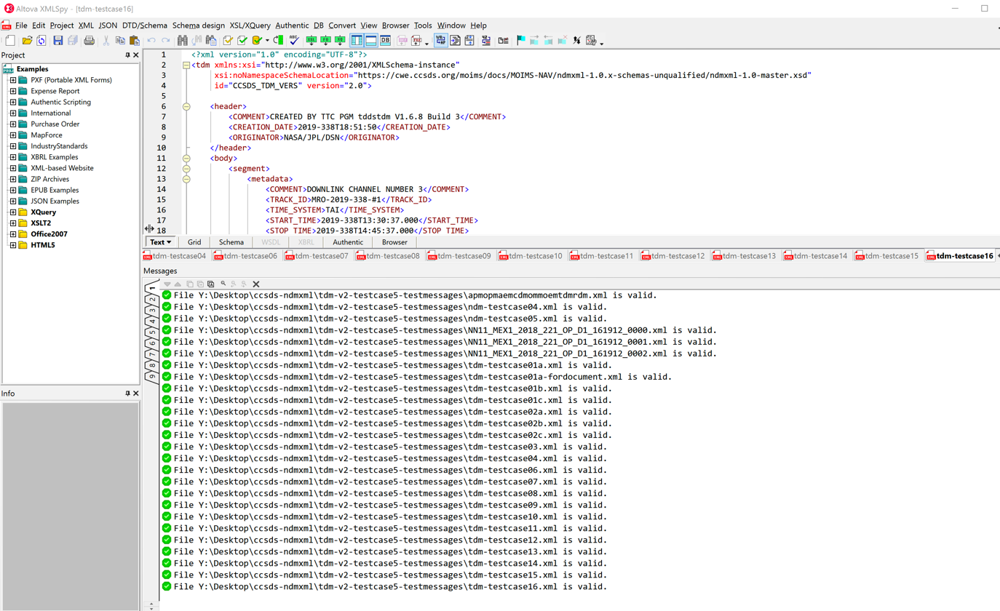 Altova XMLSpy - [tdm-testcase16]
File Edit Project XML JSON DTD/Schema Schema design XSL/XQuery Authentic DB Convert View Browser Tools Window Help
Project
Examples
PXF (Portable XML Forms)
Expense Report
Authentic Scripting
International
Purchase Order
MapForce
IndustryStandards
XBRL Examples
XML-based Website
ZIP Archives
EPUB Examples
JSON Examples
XQuery
XSLT2
Office2007
HTML5
Info
1 <?xml version="1.0" encoding="UTF-8"?>
2 <tdm xmlns:xsi="http://www.w3.org/2001/XMLSchema-instance"
3 xsi:noNamespaceSchemaLocation="https://cwe.ccsds.org/moims/docs/MOIMS-NAV/ndmxml-1.0.x-schemas-unqualified/ndmxml-1.0-master.xsd"
4 id="CCSDS_TDM_VERS" version="2.0">
5
6 <header>
7 <COMMENT>CREATED BY TTC PGM tddstdm V1.6.8 Build 3</COMMENT>
8 <CREATION_DATE>2019-338T18:51:50</CREATION_DATE>
9 <ORIGINATOR>NASA/JPL/DSN</ORIGINATOR>
10 </header>
11 <body>
12 <segment>
13 <metadata>
14 <COMMENT>DOWNLINK CHANNEL NUMBER 3</COMMENT>
15 <TRACK_ID>MRO-2019-338-#1</TRACK_ID>
16 <TIME_SYSTEM>TAI</TIME_SYSTEM>
17 <START_TIME>2019-338T13:30:37.000</START_TIME>
18 <STOP_TIME>2019-338T14:45:37.000</STOP_TIME>
Text Grid Schema WSDL XBRL Authentic Browser
tdm-testcase04 tdm-testcase06 tdm-testcase07 tdm-testcase08 tdm-testcase09 tdm-testcase10 tdm-testcase11 tdm-testcase12 tdm-testcase13 tdm-testcase14 tdm-testcase15 tdm-testcase16
Messages
1
2
3
4
5
6
7
8
9
File Y:\Desktop\ccsds-ndmxml\tdm-v2-testcase5-testmessages\apmopmaemcdmommoemtdmrdm.xml is valid.
File Y:\Desktop\ccsds-ndmxml\tdm-v2-testcase5-testmessages\ndm-testcase04.xml is valid.
File Y:\Desktop\ccsds-ndmxml\tdm-v2-testcase5-testmessages\ndm-testcase05.xml is valid.
File Y:\Desktop\ccsds-ndmxml\tdm-v2-testcase5-testmessages\NN11_MEX1_2018_221_OP_D1_161912_0000.xml is valid.
File Y:\Desktop\ccsds-ndmxml\tdm-v2-testcase5-testmessages\NN11_MEX1_2018_221_OP_D1_161912_0001.xml is valid.
File Y:\Desktop\ccsds-ndmxml\tdm-v2-testcase5-testmessages\NN11_MEX1_2018_221_OP_D1_161912_0002.xml is valid.
File Y:\Desktop\ccsds-ndmxml\tdm-v2-testcase5-testmessages\tdm-testcase01a.xml is valid.
File Y:\Desktop\ccsds-ndmxml\tdm-v2-testcase5-testmessages\tdm-testcase01a-fordocument.xml is valid.
File Y:\Desktop\ccsds-ndmxml\tdm-v2-testcase5-testmessages\tdm-testcase01b.xml is valid.
File Y:\Desktop\ccsds-ndmxml\tdm-v2-testcase5-testmessages\tdm-testcase01c.xml is valid.
File Y:\Desktop\ccsds-ndmxml\tdm-v2-testcase5-testmessages\tdm-testcase02a.xml is valid.
File Y:\Desktop\ccsds-ndmxml\tdm-v2-testcase5-testmessages\tdm-testcase02b.xml is valid.
File Y:\Desktop\ccsds-ndmxml\tdm-v2-testcase5-testmessages\tdm-testcase02c.xml is valid.
File Y:\Desktop\ccsds-ndmxml\tdm-v2-testcase5-testmessages\tdm-testcase03.xml is valid.
File Y:\Desktop\ccsds-ndmxml\tdm-v2-testcase5-testmessages\tdm-testcase04.xml is valid.
File Y:\Desktop\ccsds-ndmxml\tdm-v2-testcase5-testmessages\tdm-testcase06.xml is valid.
File Y:\Desktop\ccsds-ndmxml\tdm-v2-testcase5-testmessages\tdm-testcase07.xml is valid.
File Y:\Desktop\ccsds-ndmxml\tdm-v2-testcase5-testmessages\tdm-testcase08.xml is valid.
File Y:\Desktop\ccsds-ndmxml\tdm-v2-testcase5-testmessages\tdm-testcase09.xml is valid.
File Y:\Desktop\ccsds-ndmxml\tdm-v2-testcase5-testmessages\tdm-testcase10.xml is valid.
File Y:\Desktop\ccsds-ndmxml\tdm-v2-testcase5-testmessages\tdm-testcase11.xml is valid.
File Y:\Desktop\ccsds-ndmxml\tdm-v2-testcase5-testmessages\tdm-testcase12.xml is valid.
File Y:\Desktop\ccsds-ndmxml\tdm-v2-testcase5-testmessages\tdm-testcase13.xml is valid.
File Y:\Desktop\ccsds-ndmxml\tdm-v2-testcase5-testmessages\tdm-testcase14.xml is valid.
File Y:\Desktop\ccsds-ndmxml\tdm-v2-testcase5-testmessages\tdm-testcase15.xml is valid.
File Y:\Desktop\ccsds-ndmxml\tdm-v2-testcase5-testmessages\tdm-testcase16.xml is valid.